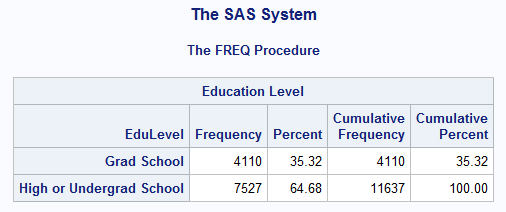 The SAS System
The FREQ Procedure
Education Level
EduLevel Frequency Percent Cumulative Frequency Cumulative Percent
Grad School 4110 35.32 4110 35.32
High or Undergrad School 7527 64.68 11637 100.00